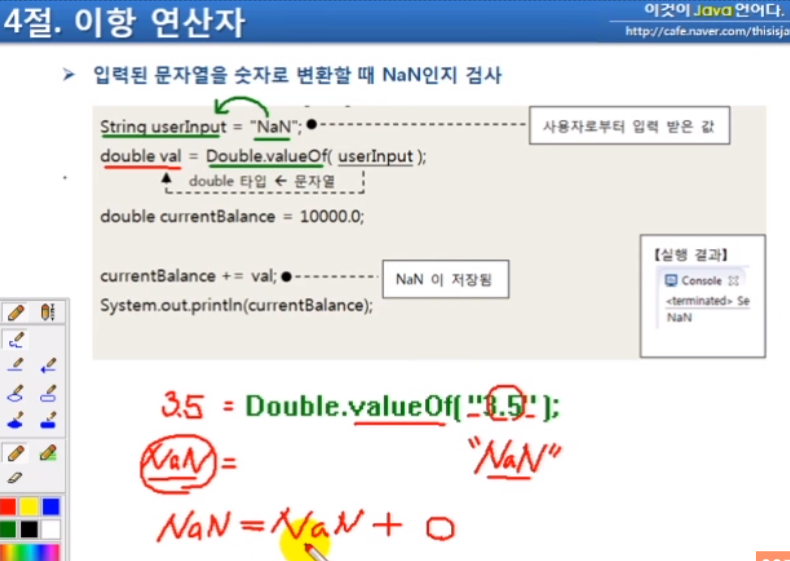 이것이 Java 언어다.
4절. 이항 연산자
http://cafe.naver.com/thisisja
➤ 입력된 문자열을 숫자로 변환할 때 NaN인지 검사
String userInput = "NaN";
사용자로부터 입력 받은 값
double val = Double.valueOf( userInput );
double 타입 ← 문자열
double currentBalance = 10000.0;
currentBalance += val;
NaN 이 저장됨
System.out.println(currentBalance);
【실행 결과】
Console
<terminated> Se
NaN
3.5 = Double.valueOf("3.5");
NaN = "NaN"
NaN = NaN + 0